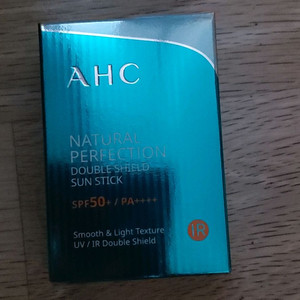 AHC
NATURAL
PERFECTION
DOUBLE SHIELD
SUN STICK
SPF50+ / PA++++
Smooth & Light Texture
UV / IR Double Shield
IR